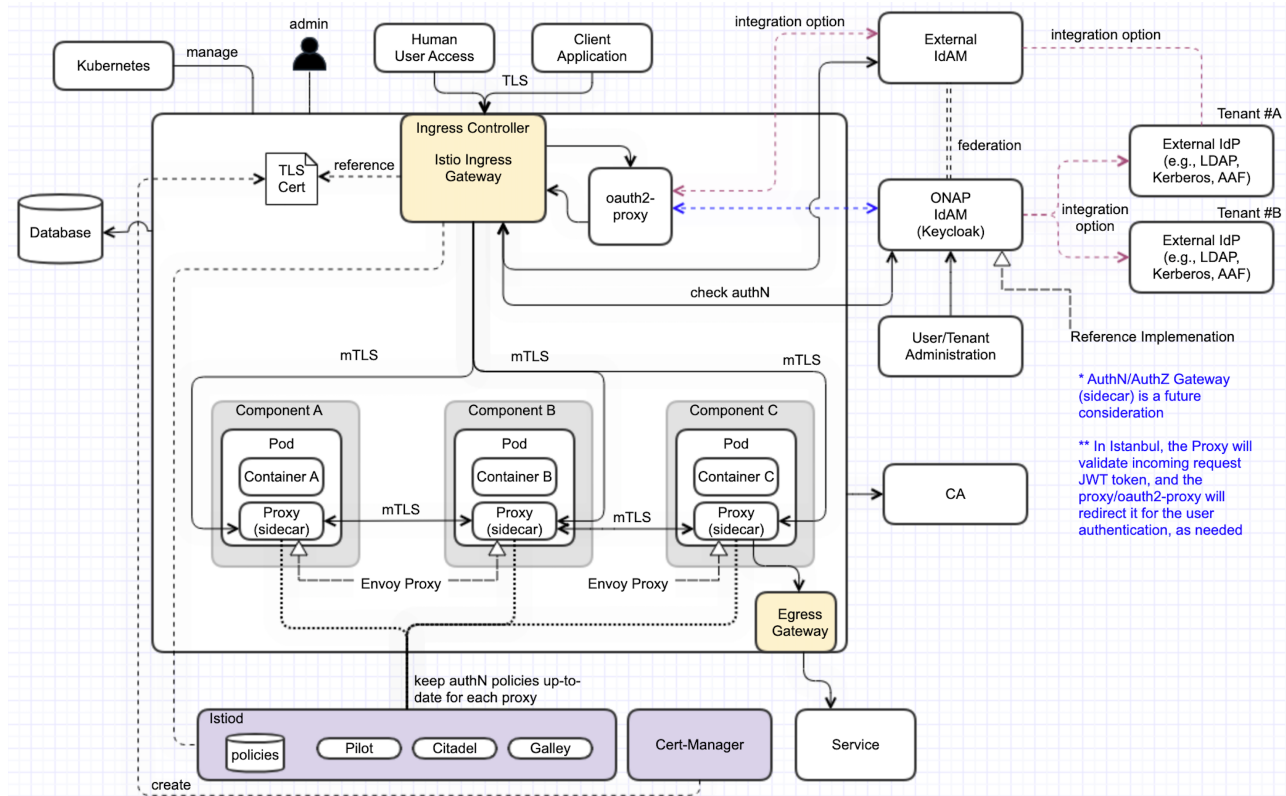 admin
Kubernetes
manage
Human
User Access
Client
Application
TLS
integration option
External
IdAM
integration option
Ingress Controller
Istio Ingress
Gateway
TLS
Cert
reference
oauth2-
proxy
federation
Tenant #A
External IdP
(e.g., LDAP,
Kerberos, AAF)
ONAP
IdAM
(Keycloak)
integration
option
Tenant #B
External IdP
(e.g., LDAP,
Kerberos, AAF)
Database
check authN
User/Tenant
Administration
Reference Implemenation
mTLS
mTLS
mTLS
* AuthN/AuthZ Gateway
(sidecar) is a future
consideration
** In Istanbul, the Proxy will
validate incoming request
JWT token, and the
proxy/oauth2-proxy will
redirect it for the user
authentication, as needed
Component A
Pod
Container A
Proxy
(sidecar)
Component B
Pod
Container B
Proxy
(sidecar)
Component C
Pod
Container C
Proxy
(sidecar)
mTLS
mTLS
CA
Envoy Proxy
Envoy Proxy
Egress
Gateway
keep authN policies up-to-
date for each proxy
Istiod
policies
Pilot
Citadel
Galley
Cert-Manager
Service
create